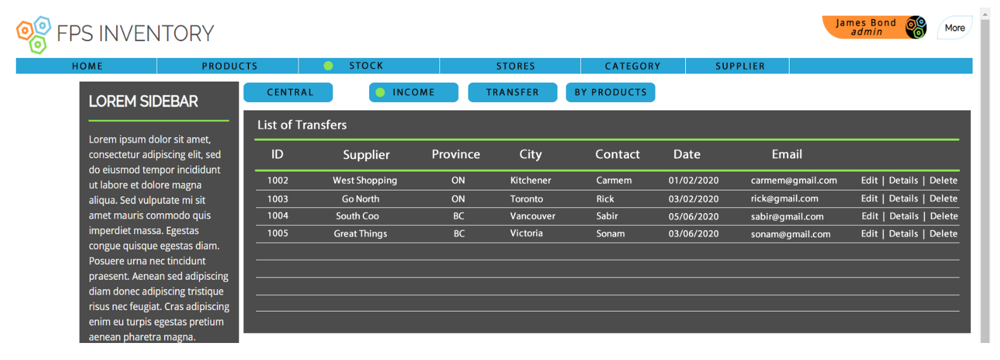 FPS INVENTORY
James Bond
admin
More
HOME PRODUCTS STOCK STORES CATEGORY SUPPLIER
CENTRAL INCOME TRANSFER BY PRODUCTS
LOREM SIDEBAR
Lorem ipsum dolor sit amet,
consectetur adipiscing elit, sed
do eiusmod tempor incididunt
ut labore et dolore magna
aliqua. Sed vulputate mi sit
amet mauris commodo quis
imperdiet massa. Egestas
congue quisque egestas diam.
Posuere urna nec tincidunt
praesent. Aenean sed adipiscing
diam donec adipiscing tristique
risus nec feugiat. Cras adipiscing
enim eu turpis egestas pretium
aenean pharetra magna.
List of Transfers
ID Supplier Province City Contact Date Email
1002 West Shopping ON Kitchener Carmem 01/02/2020 carmem@gmail.com Edit | Details | Delete
1003 Go North ON Toronto Rick 03/02/2020 rick@gmail.com Edit | Details | Delete
1004 South Coo BC Vancouver Sabir 05/06/2020 sabir@gmail.com Edit | Details | Delete
1005 Great Things BC Victoria Sonam 03/06/2020 sonam@gmail.com Edit | Details | Delete